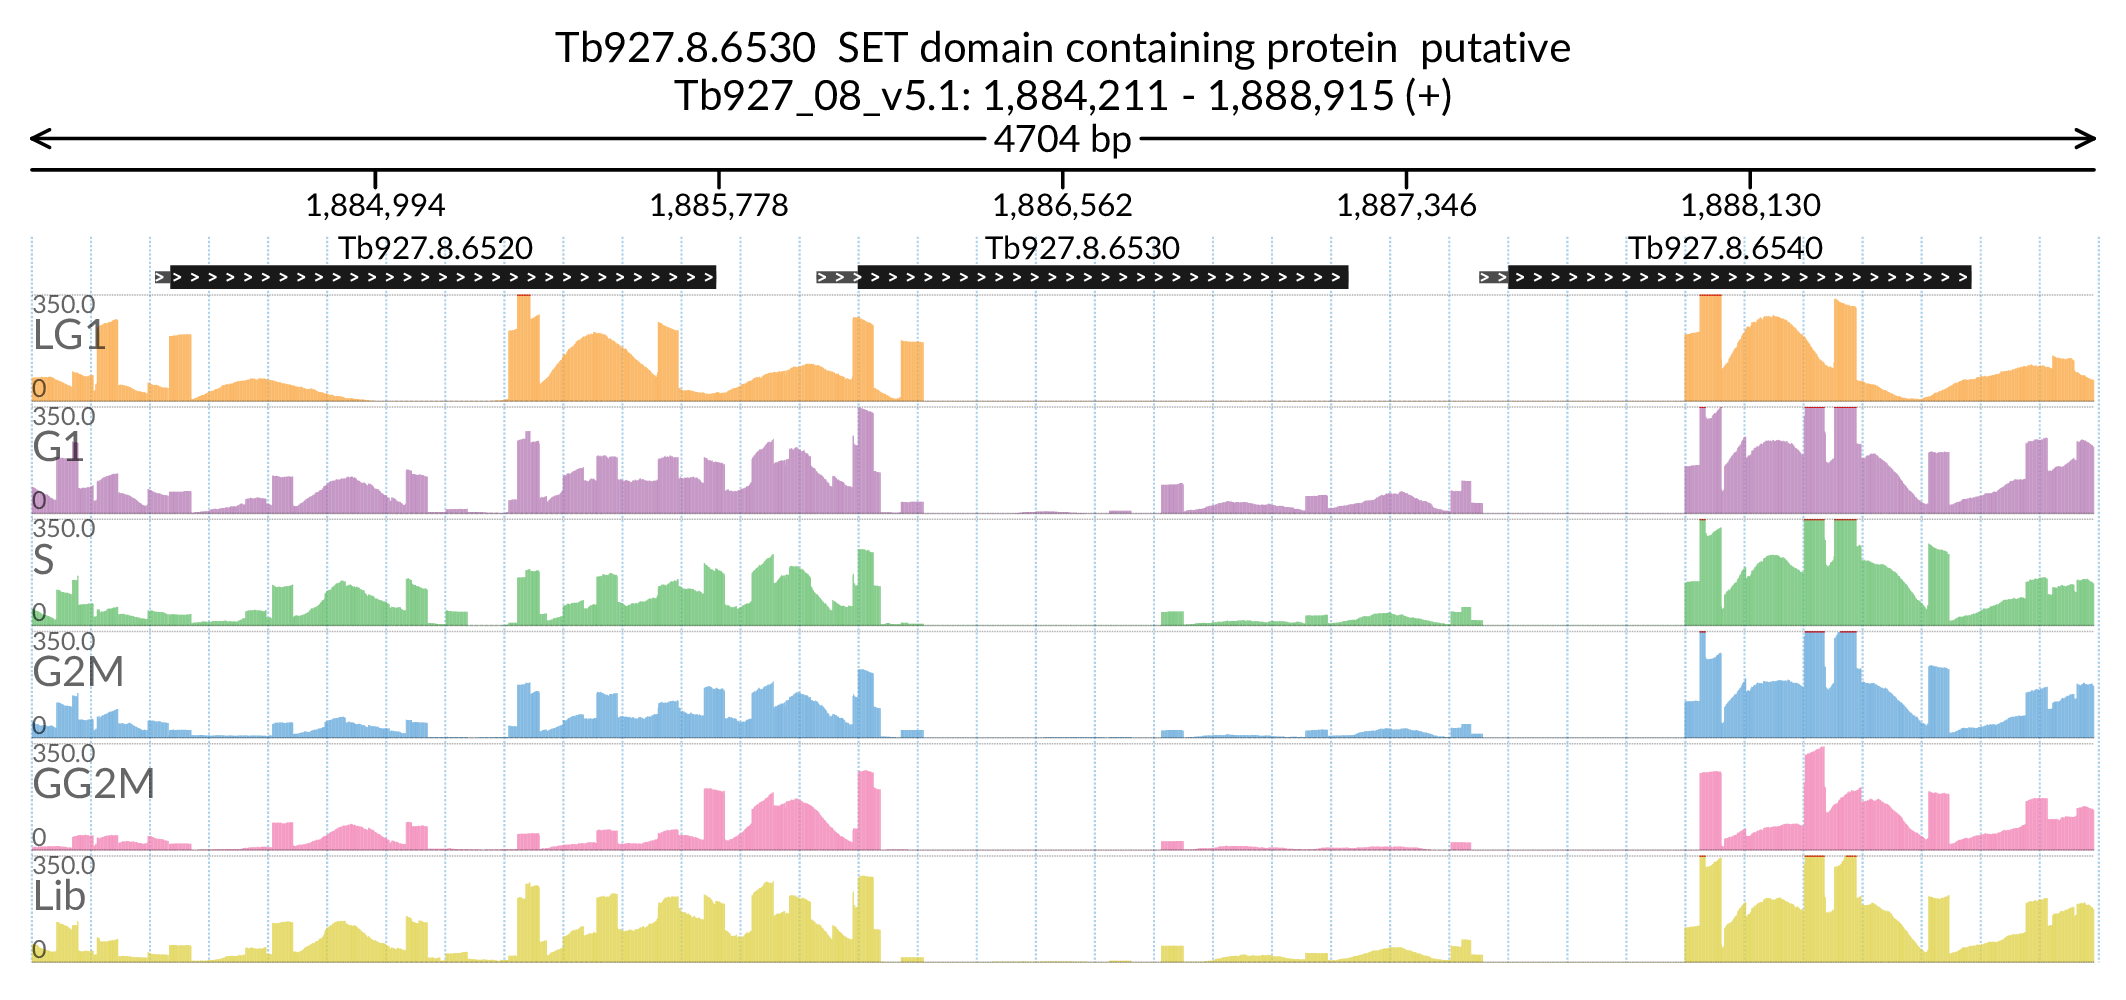 Tb927.8.6530  SET domain containing protein  putative
Tb927_08_v5.1: 1,884,211 - 1,888,915 (+)
4704 bp
1,884,994 1,885,778 1,886,562 1,887,346 1,888,130
Tb927.8.6520 Tb927.8.6530 Tb927.8.6540
350.0
LG1
0
350.0
G1
0
350.0
S
0
350.0
G2M
0
350.0
GG2M
0
350.0
Lib
0